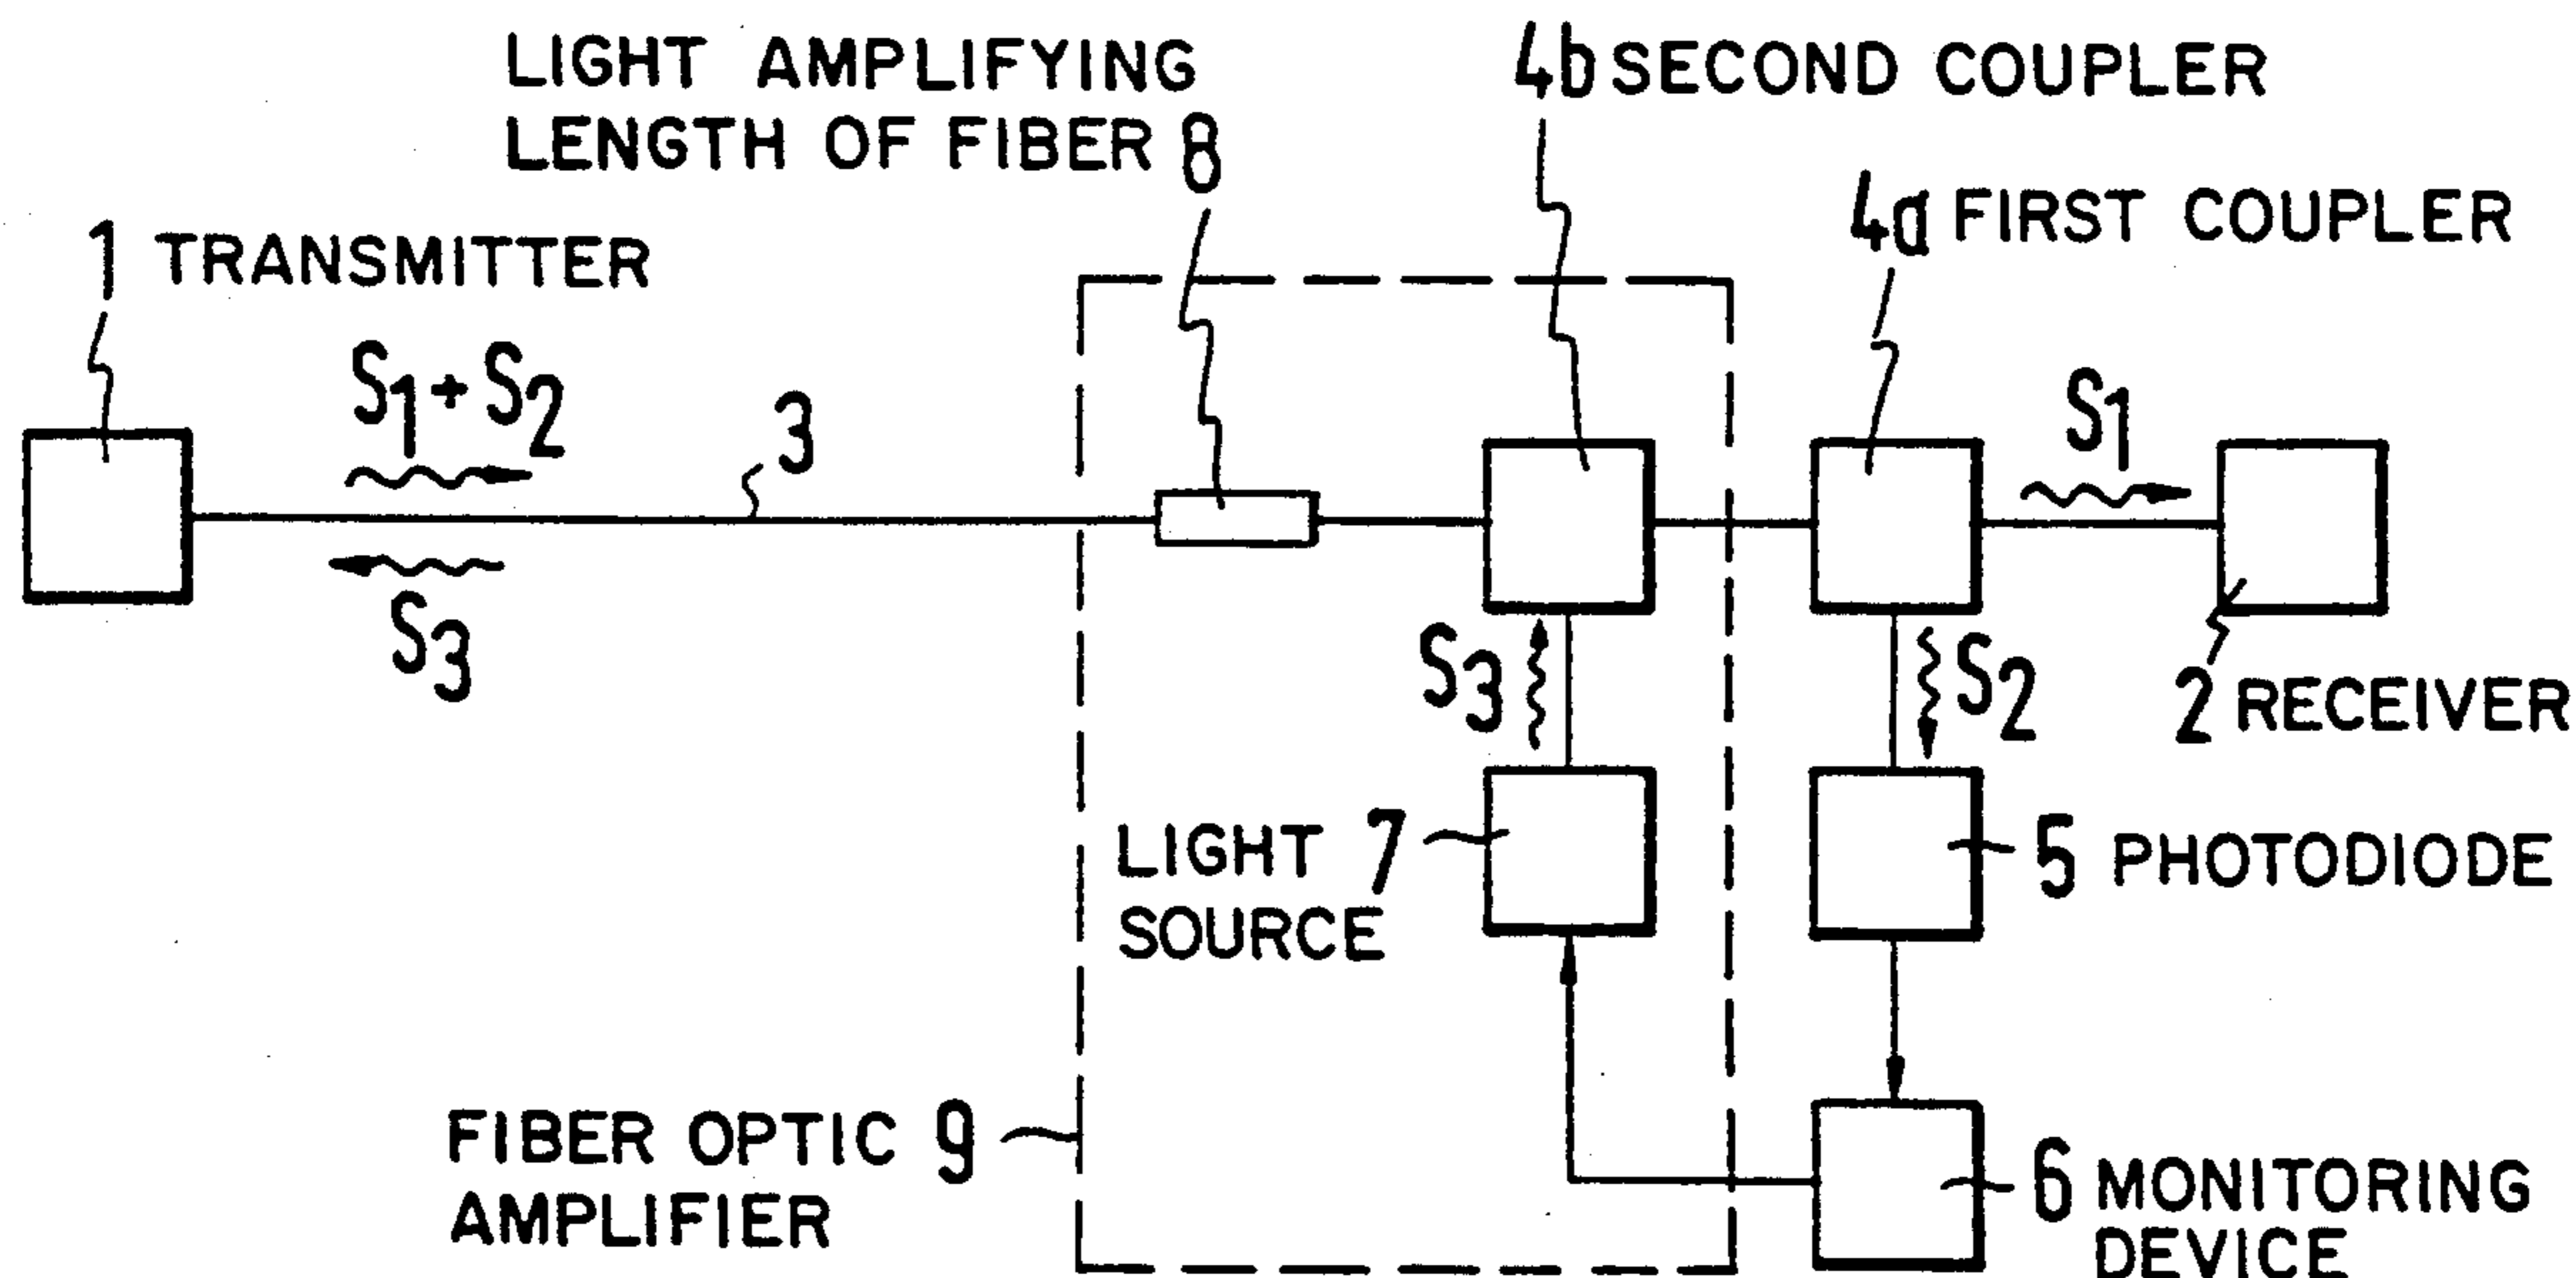 LIGHT AMPLIFYING
LENGTH OF FIBER 8
4b SECOND COUPLER
4a FIRST COUPLER
1 TRANSMITTER
S1 + S2
3
S1
S3
S3
S2
2 RECEIVER
LIGHT 7
SOURCE
5 PHOTODIODE
FIBER OPTIC 9
AMPLIFIER
6 MONITORING
DEVICE